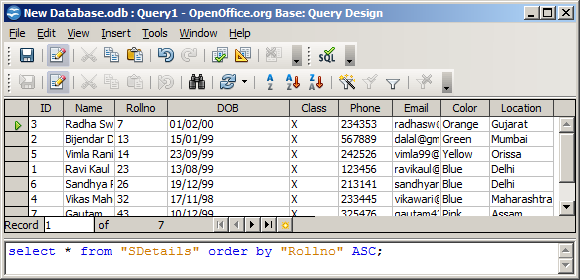 New Database.odb : Query1 - OpenOffice.org Base: Query Design
File Edit View Insert Tools Window Help
SQL
A Z Z A
ID Name Rollno DOB Class Phone Email Color Location
3 Radha Sw 7 01/02/00 X 234353 radhasw@ Orange Gujarat
2 Bijendar D 13 15/01/99 X 567889 dalal@gm Green Mumbai
5 Vimla Rani 14 23/09/99 X 242526 vimla99@ Yellow Orissa
1 Ravi Kaul 23 13/08/99 X 123456 ravikaul@ Blue Delhi
6 Sandhya 26 19/12/99 X 213141 sandhyar Blue Delhi
4 Vikas Mah 32 17/11/98 X 233445 vikawari@ Blue Maharashtra
7 Gautam 43 10/12/99 X 325476 gautam4 Pink Assam
Record 1 of 7
select * from "SDetails" order by "Rollno" ASC;